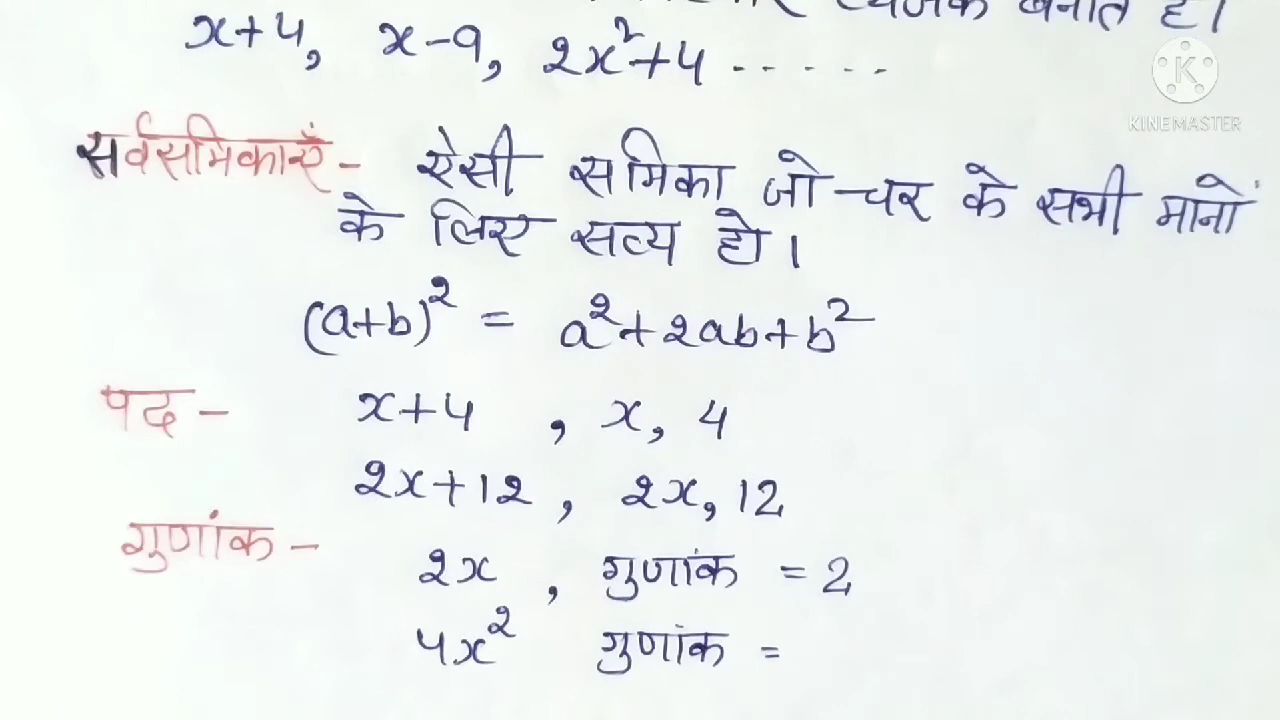 बनाते है।
x+4, x-9, 2x²+4 .....
सर्वसमिकाएँ - ऐसी समिका जो चर के सभी मानों
के लिए सत्य हो।
(a+b)² = a²+2ab+b²
पद - x+4 , x, 4
2x+12 , 2x, 12
गुणांक -
2x , गुणांक = 2
4x² गुणांक =
KINEMASTER